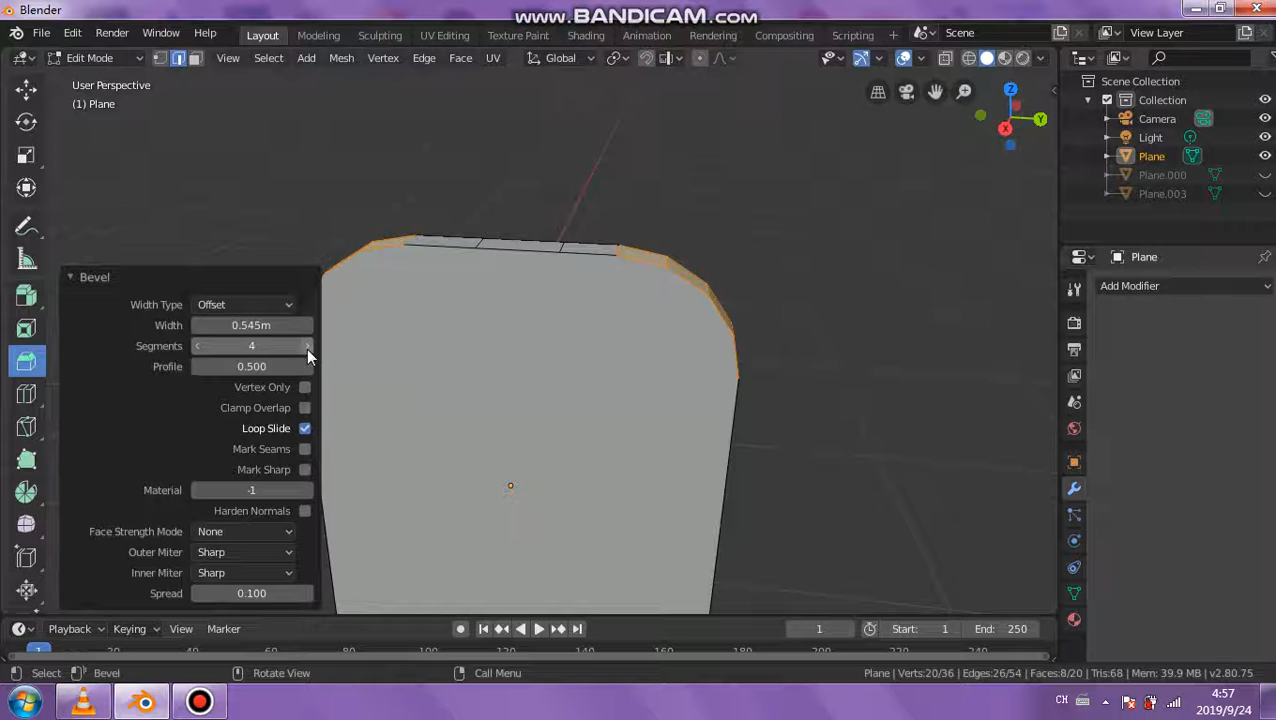 Blender
www.BANDICAM.com
File Edit Render Window Help Layout Modeling Sculpting UV Editing Texture Paint Shading Animation Rendering Compositing Scripting + Scene View Layer
Edit Mode View Select Add Mesh Vertex Edge Face UV Global
User Perspective
(1) Plane
Z
Y
X
Scene Collection
Collection
Camera
Light
Plane
Plane.000
Plane.003
Plane
Add Modifier
Bevel
Width Type Offset
Width 0.545m
Segments 4
Profile 0.500
Vertex Only
Clamp Overlap
Loop Slide
Mark Seams
Mark Sharp
Material -1
Harden Normals
Face Strength Mode None
Outer Miter Sharp
Inner Miter Sharp
Spread 0.100
Playback Keying View Marker 1 Start: 1 End: 250
Select Bevel Rotate View Call Menu Plane | Verts:20/36 | Edges:26/54 | Faces:8/20 | Tris:68 | Mem: 39.9 MB | v2.80.75
CH 4:57
2019/9/24